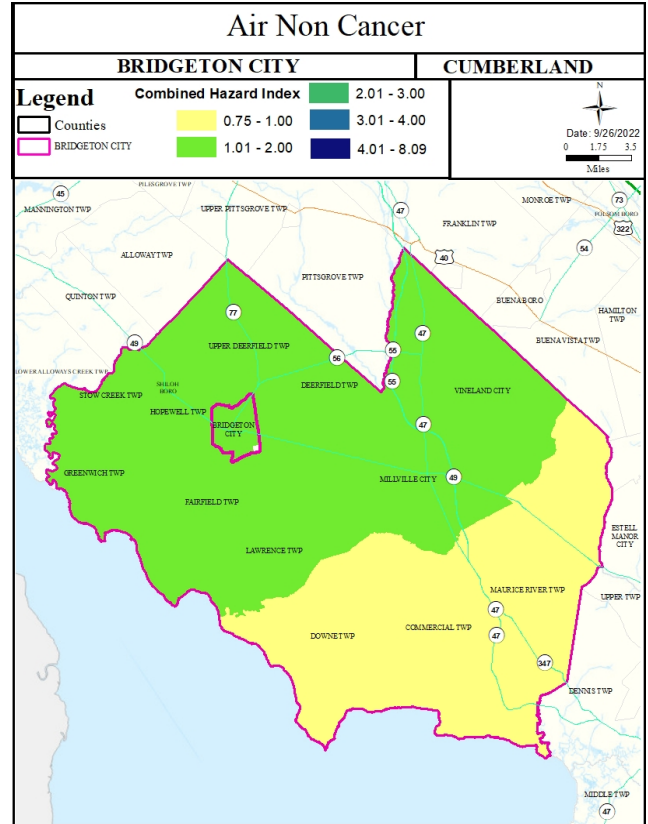 Air Non Cancer
BRIDGETON CITY
CUMBERLAND
Legend
Counties
BRIDGETON CITY
Combined Hazard Index
0.75 - 1.00
1.01 - 2.00
2.01 - 3.00
3.01 - 4.00
4.01 - 8.09
N
Date: 9/26/2022
0 1.75 3.5
Miles
PILESGROVE TWP
45
MANNINGTON TWP
UPPER PITTSGROVE TWP
47
FRANKLIN TWP
MONROE TWP
73
FOLSOM BORO
322
54
ALLOWAY TWP
PITTSGROVE TWP
40
QUINTON TWP
BUENA BORO
HAMILTON
TWP
77
49
47
BUENA VISTA TWP
UPPER DEERFIELD TWP
56
55
LOWER ALLOWAYS CREEK TWP
SHILOH
BORO
DEERFIELD TWP
55
STOW CREEK TWP
VINELAND CITY
HOPEWELL TWP
BRIDGETON
CITY
47
GREENWICH TWP
MILLVILLE CITY
49
FAIRFIELD TWP
ESTELL
MANOR
CITY
LAWRENCE TWP
MAURICE RIVER TWP
UPPER TWP
47
COMMERCIAL TWP
DOWNE TWP
47
347
DENNIS TWP
MIDDLE TWP
47